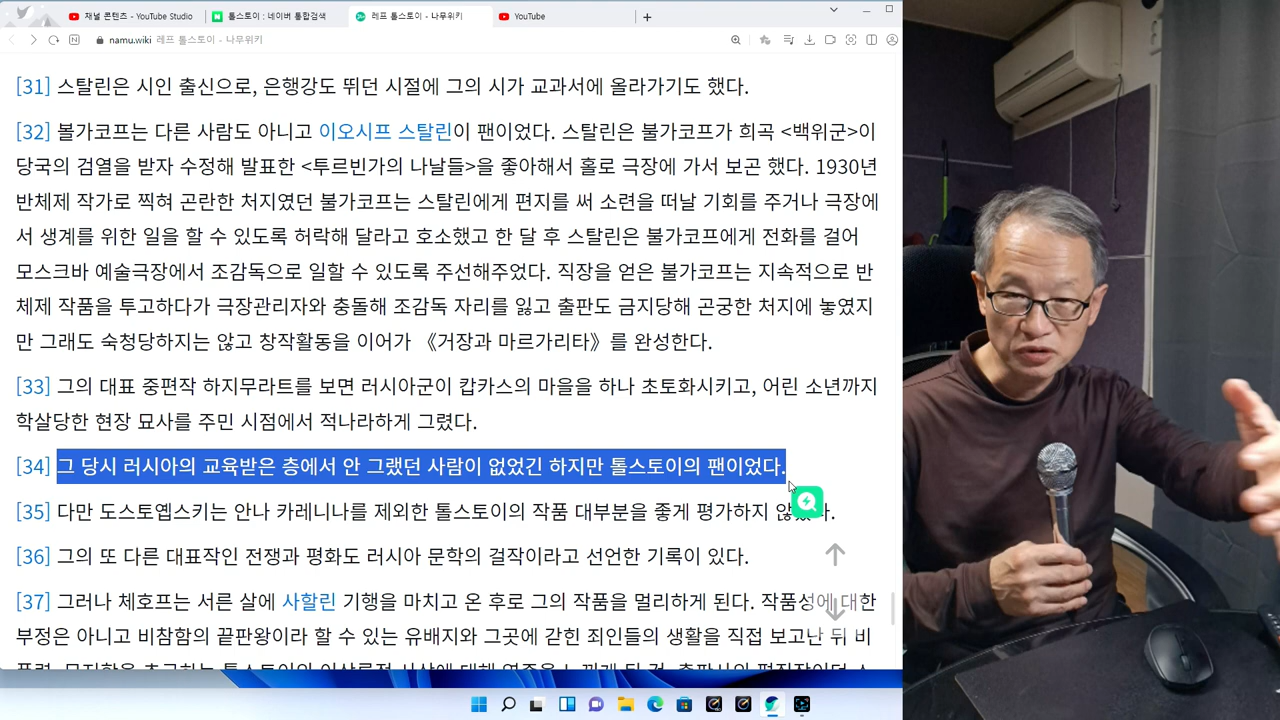 재널 콘텐츠 - YouTube Studio
톨스토이 : 네이버 통합검색
레프 톨스토이 - 나무위키
YouTube
namu.wiki 레프 톨스토이 - 나무위키
[31] 스탈린은 시인 출신으로, 은행강도 뛰던 시절에 그의 시가 교과서에 올라가기도 했다.
[32] 불가코프는 다른 사람도 아니고 이오시프 스탈린이 팬이었다. 스탈린은 불가코프가 희곡 <백위군>이
당국의 검열을 받자 수정해 발표한 <투르빈가의 나날들>을 좋아해서 홀로 극장에 가서 보곤 했다. 1930년
반체제 작가로 찍혀 곤란한 처지였던 불가코프는 스탈린에게 편지를 써 소련을 떠날 기회를 주거나 극장에
서 생계를 위한 일을 할 수 있도록 허락해 달라고 호소했고 한 달 후 스탈린은 불가코프에게 전화를 걸어
모스크바 예술극장에서 조감독으로 일할 수 있도록 주선해주었다. 직장을 얻은 불가코프는 지속적으로 반
체제 작품을 투고하다가 극장관리자와 충돌해 조감독 자리를 잃고 출판도 금지당해 곤궁한 처지에 놓였지
만 그래도 숙청당하지는 않고 창작활동을 이어가 《거장과 마르가리타》를 완성한다.
[33] 그의 대표 중편작 하지무라트를 보면 러시아군이 캅카스의 마을을 하나 초토화시키고, 어린 소년까지
학살당한 현장 묘사를 주민 시점에서 적나라하게 그렸다.
[34] 그 당시 러시아의 교육받은 층에서 안 그랬던 사람이 없었긴 하지만 톨스토이의 팬이었다.
[35] 다만 도스토옙스키는 안나 카레니나를 제외한 톨스토이의 작품 대부분을 좋게 평가하지
[36] 그의 또 다른 대표작인 전쟁과 평화도 러시아 문학의 걸작이라고 선언한 기록이 있다.
[37] 그러나 체호프는 서른 살에 사할린 기행을 마치고 온 후로 그의 작품을 멀리하게 된다. 작품성에 대한
부정은 아니고 비참함의 끝판왕이라 할 수 있는 유배지와 그곳에 갇힌 죄인들의 생활을 직접 보고난 뒤 비